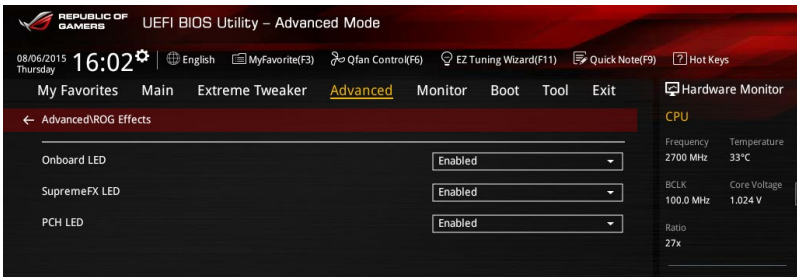 REPUBLIC OF
GAMERS
UEFI BIOS Utility – Advanced Mode
08/06/2015
Thursday
16:02
English
MyFavorite(F3)
Qfan Control(F6)
EZ Tuning Wizard(F11)
Quick Note(F9)
? Hot Keys
My Favorites Main Extreme Tweaker Advanced Monitor Boot Tool Exit
Hardware Monitor
← Advanced\ROG Effects
Onboard LED Enabled
SupremeFX LED Enabled
PCH LED Enabled
CPU
Frequency Temperature
2700 MHz 33°C
BCLK Core Voltage
100.0 MHz 1.024 V
Ratio
27x